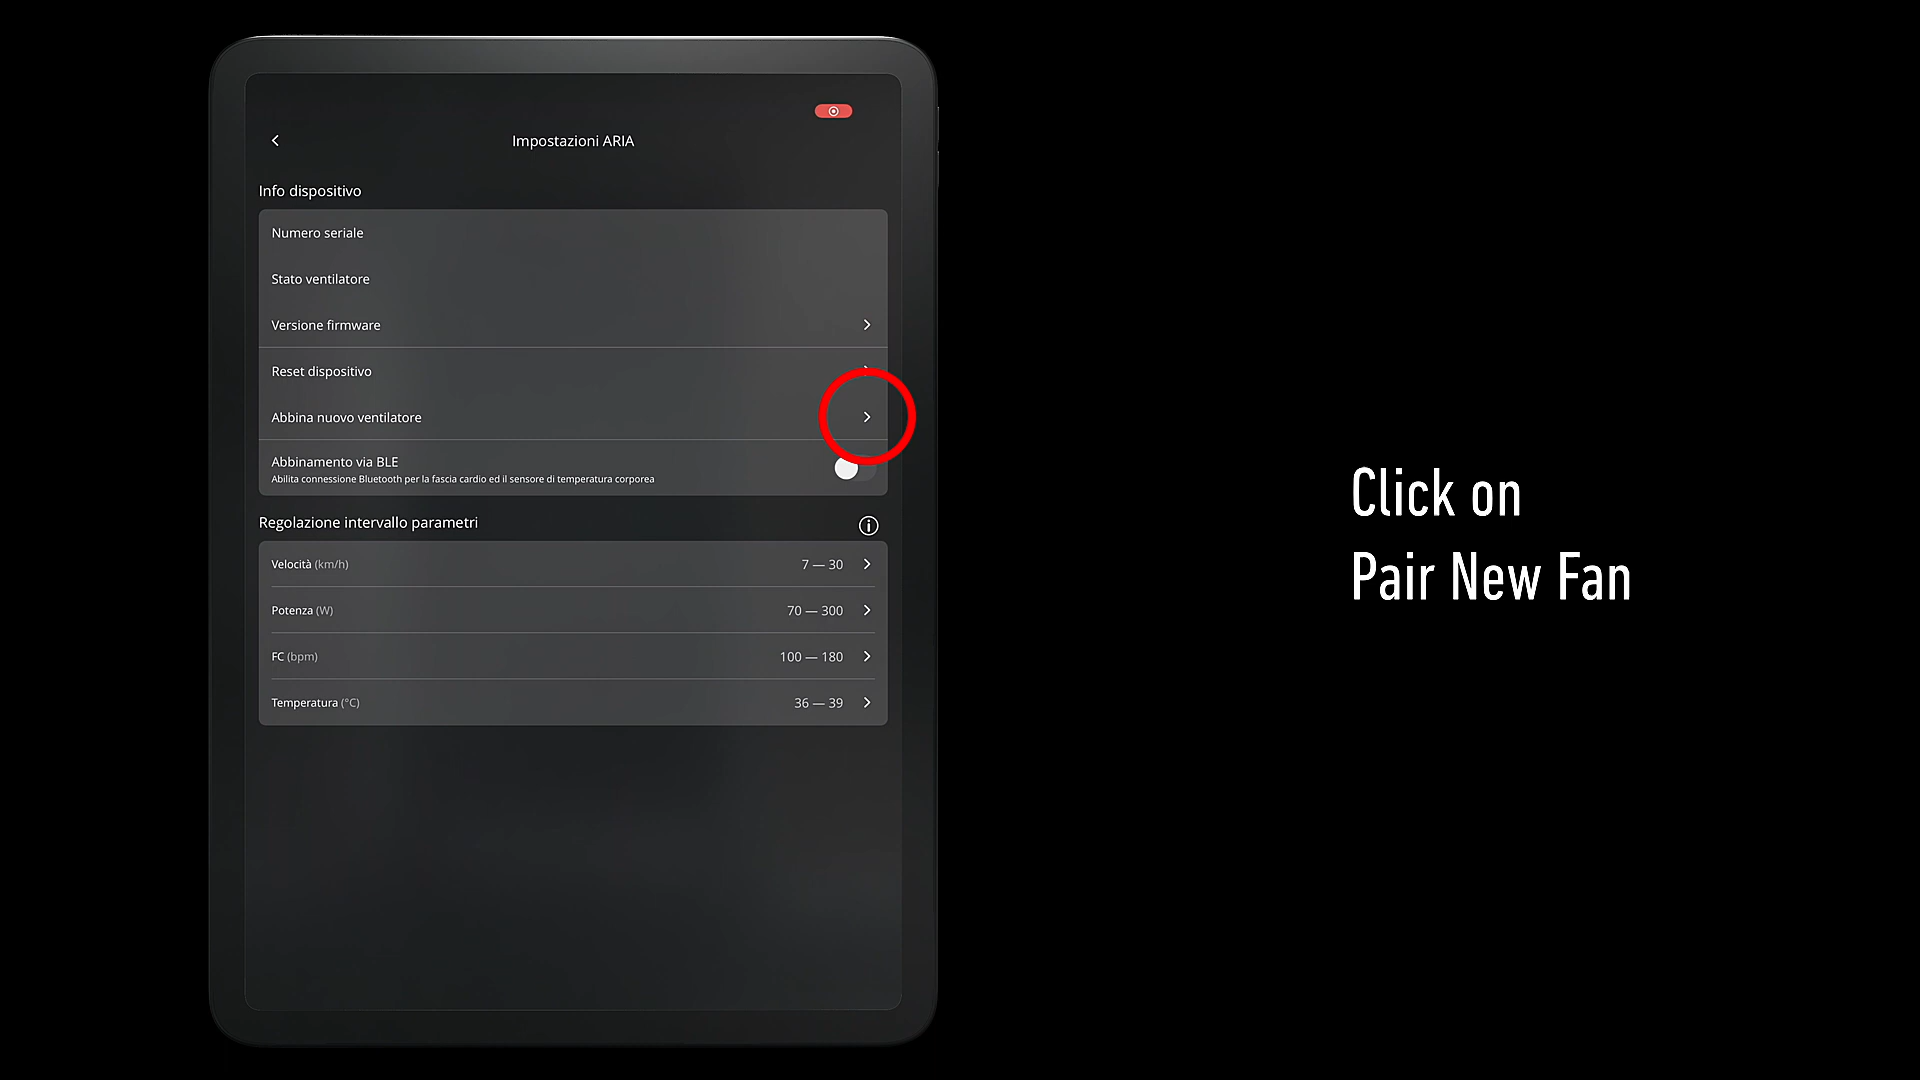 Impostazioni ARIA
Info dispositivo
Numero seriale
Stato ventilatore
Versione firmware
Reset dispositivo
Abbina nuovo ventilatore
Abbinamento via BLE
Abilita connessione Bluetooth per la fascia cardio ed il sensore di temperatura corporea
Regolazione intervallo parametri
Velocità (km/h) 7 — 30
Potenza (W) 70 — 300
FC (bpm) 100 — 180
Temperatura (°C) 36 — 39
Click on
Pair New Fan